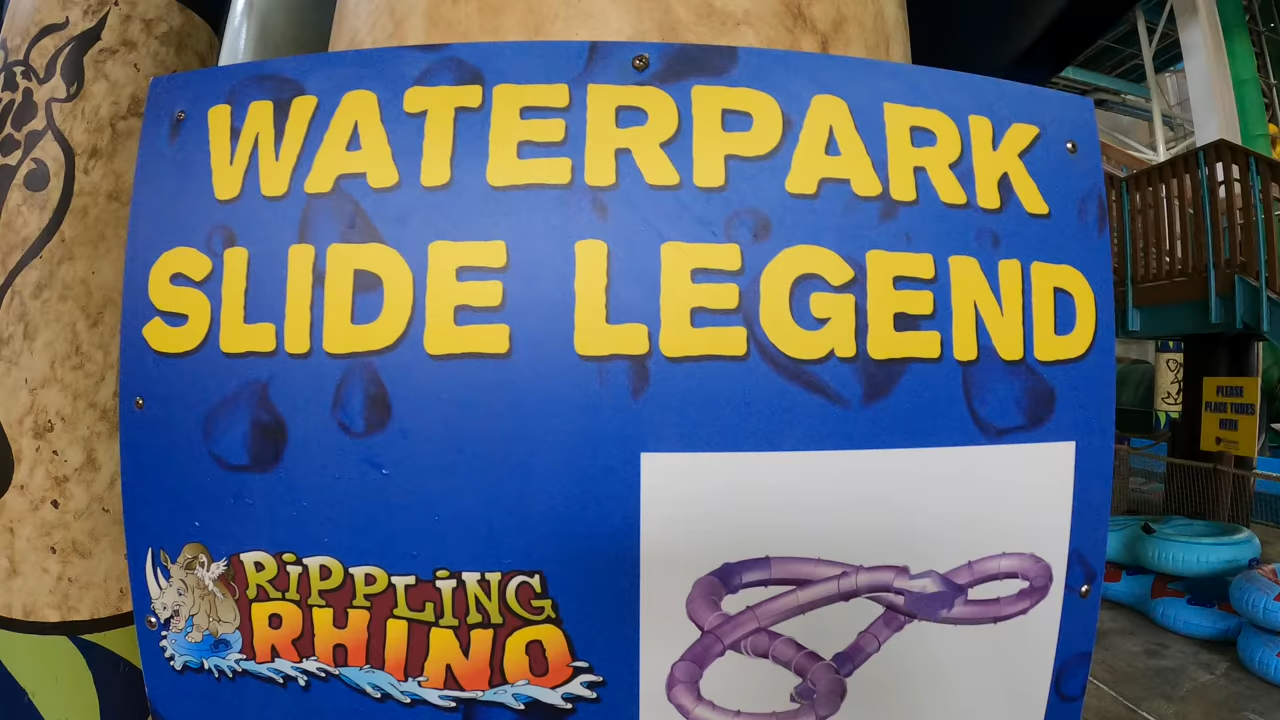 WATERPARK
SLIDE LEGEND
RiPPLiNG
RHINO
PLEASE
PLACE TUBES
HERE